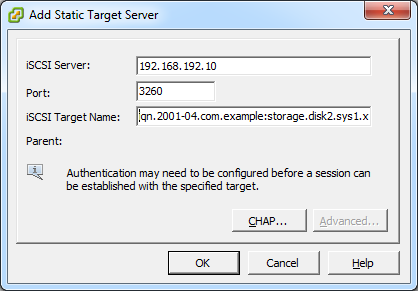 Add Static Target Server
iSCSI Server: 192.168.192.10
Port: 3260
iSCSI Target Name: qn.2001-04.com.example:storage.disk2.sys1.x
Parent:
Authentication may need to be configured before a session can
be established with the specified target.
CHAP... Advanced...
OK Cancel Help